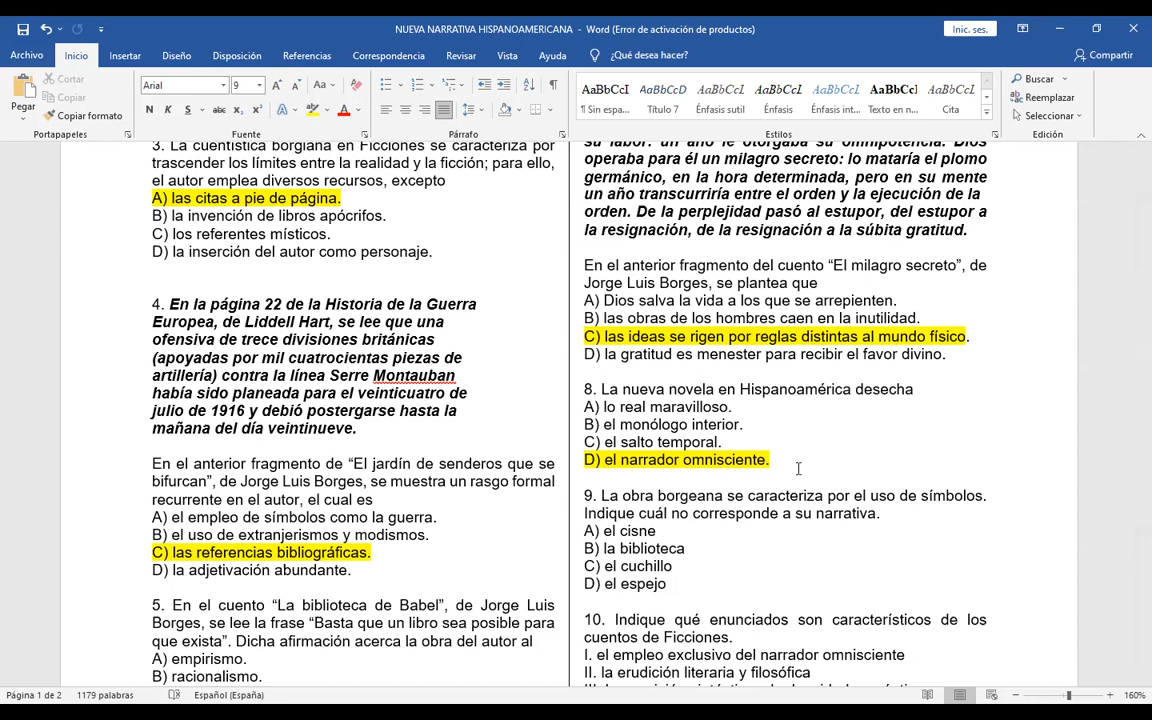 NUEVA NARRATIVA HISPANOAMERICANA - Word (Error de activación de productos)
Inic. ses.
Archivo
Inicio
Insertar
Diseño
Disposición
Referencias
Correspondencia
Revisar
Vista
Ayuda
¿Qué desea hacer?
Compartir
Pegar
Cortar
Copiar
Copiar formato
Portapapeles
Arial
9
N K S abc x₂ x²
Fuente
Párrafo
AaBbCcI AaBbCcD AaBbCcI AaBbCcI AaBbCcI AaBbCcI AaBbCcI
¶ Sin espa...
Título 7
Énfasis sutil
Énfasis
Énfasis int...
Texto en n...
Cita
Estilos
Buscar
Reemplazar
Seleccionar
Edición
3. La cuentística borgiana en Ficciones se caracteriza por
trascender los límites entre la realidad y la ficción; para ello,
el autor emplea diversos recursos, excepto
A) las citas a pie de página.
B) la invención de libros apócrifos.
C) los referentes místicos.
D) la inserción del autor como personaje.
4. En la página 22 de la Historia de la Guerra
Europea, de Liddell Hart, se lee que una
ofensiva de trece divisiones británicas
(apoyadas por mil cuatrocientas piezas de
artillería) contra la línea Serre Montauban
había sido planeada para el veinticuatro de
julio de 1916 y debió postergarse hasta la
mañana del día veintinueve.
En el anterior fragmento de “El jardín de senderos que se
bifurcan”, de Jorge Luis Borges, se muestra un rasgo formal
recurrente en el autor, el cual es
A) el empleo de símbolos como la guerra.
B) el uso de extranjerismos y modismos.
C) las referencias bibliográficas.
D) la adjetivación abundante.
5. En el cuento “La biblioteca de Babel”, de Jorge Luis
Borges, se lee la frase “Basta que un libro sea posible para
que exista”. Dicha afirmación acerca la obra del autor al
A) empirismo.
B) racionalismo.
su labor: un año le otorgaba su omnipotencia. Dios
operaba para él un milagro secreto: lo mataría el plomo
germánico, en la hora determinada, pero en su mente
un año transcurriría entre el orden y la ejecución de la
orden. De la perplejidad pasó al estupor, del estupor a
la resignación, de la resignación a la súbita gratitud.
En el anterior fragmento del cuento “El milagro secreto”, de
Jorge Luis Borges, se plantea que
A) Dios salva la vida a los que se arrepienten.
B) las obras de los hombres caen en la inutilidad.
C) las ideas se rigen por reglas distintas al mundo físico.
D) la gratitud es menester para recibir el favor divino.
8. La nueva novela en Hispanoamérica desecha
A) lo real maravilloso.
B) el monólogo interior.
C) el salto temporal.
D) el narrador omnisciente.
9. La obra borgeana se caracteriza por el uso de símbolos.
Indique cuál no corresponde a su narrativa.
A) el cisne
B) la biblioteca
C) el cuchillo
D) el espejo
10. Indique qué enunciados son característicos de los
cuentos de Ficciones.
I. el empleo exclusivo del narrador omnisciente
II. la erudición literaria y filosófica
Página 1 de 2
1179 palabras
Español (España)
160%